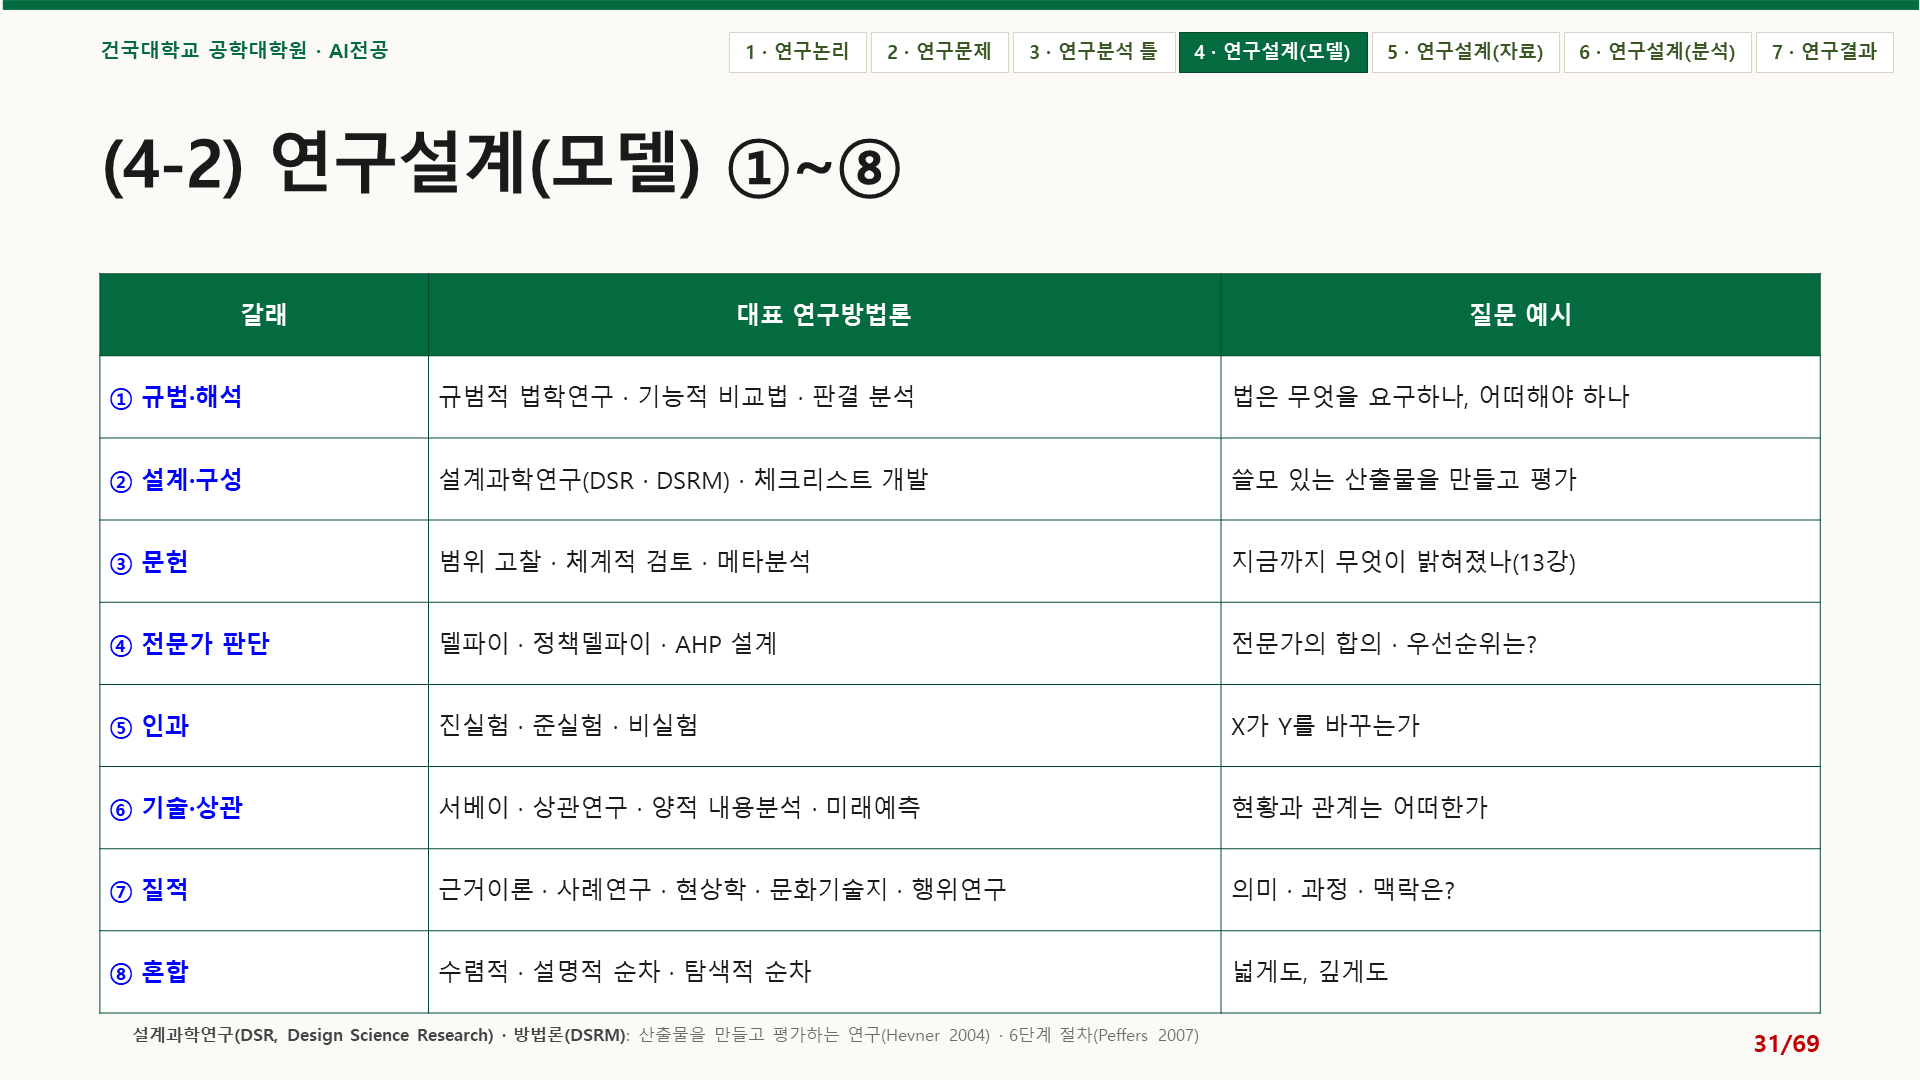 건국대학교 공학대학원 · AI전공
1 · 연구논리
2 · 연구문제
3 · 연구분석 틀
4 · 연구설계(모델)
5 · 연구설계(자료)
6 · 연구설계(분석)
7 · 연구결과
(4-2) 연구설계(모델) ①~⑧
갈래 대표 연구방법론 질문 예시
① 규범·해석 규범적 법학연구 · 기능적 비교법 · 판결 분석 법은 무엇을 요구하나, 어떠해야 하나
② 설계·구성 설계과학연구(DSR · DSRM) · 체크리스트 개발 쓸모 있는 산출물을 만들고 평가
③ 문헌 범위 고찰 · 체계적 검토 · 메타분석 지금까지 무엇이 밝혀졌나(13강)
④ 전문가 판단 델파이 · 정책델파이 · AHP 설계 전문가의 합의 · 우선순위는?
⑤ 인과 진실험 · 준실험 · 비실험 X가 Y를 바꾸는가
⑥ 기술·상관 서베이 · 상관연구 · 양적 내용분석 · 미래예측 현황과 관계는 어떠한가
⑦ 질적 근거이론 · 사례연구 · 현상학 · 문화기술지 · 행위연구 의미 · 과정 · 맥락은?
⑧ 혼합 수렴적 · 설명적 순차 · 탐색적 순차 넓게도, 깊게도
설계과학연구(DSR, Design Science Research) · 방법론(DSRM): 산출물을 만들고 평가하는 연구(Hevner 2004) · 6단계 절차(Peffers 2007)
31/69